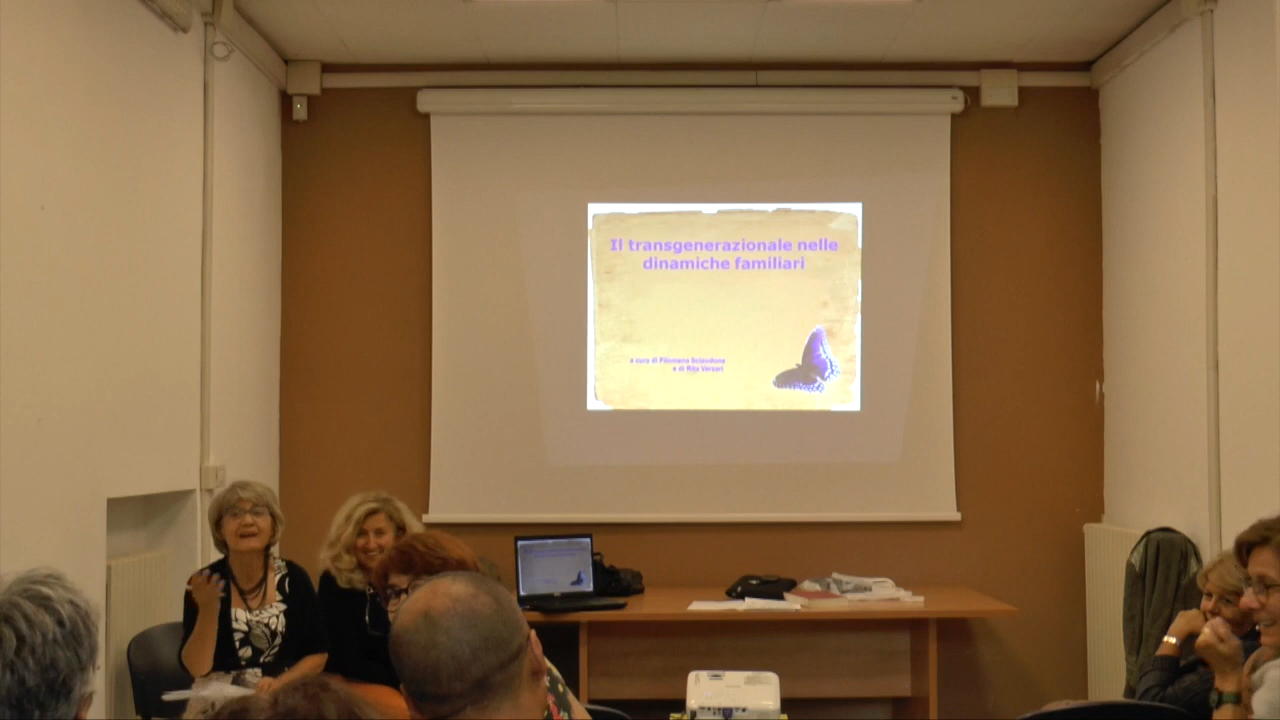 Il transgenerazionale nelle
dinamiche familiari
a cura di Filomena Sciaudone
e di Rita Versari